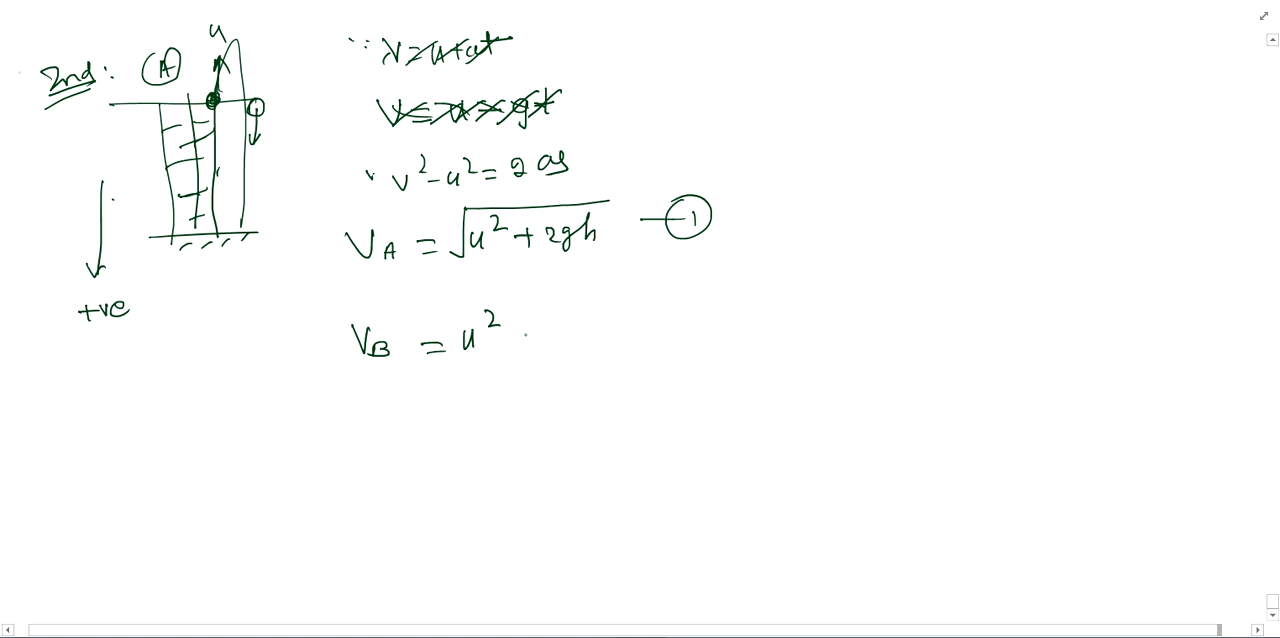 u
2nd : (A)
∵ v = u + at
v = u - gt
∵ v² - u² = 2as
V_A = √(u² + 2gh) — (1)
+ve
V_B = u²